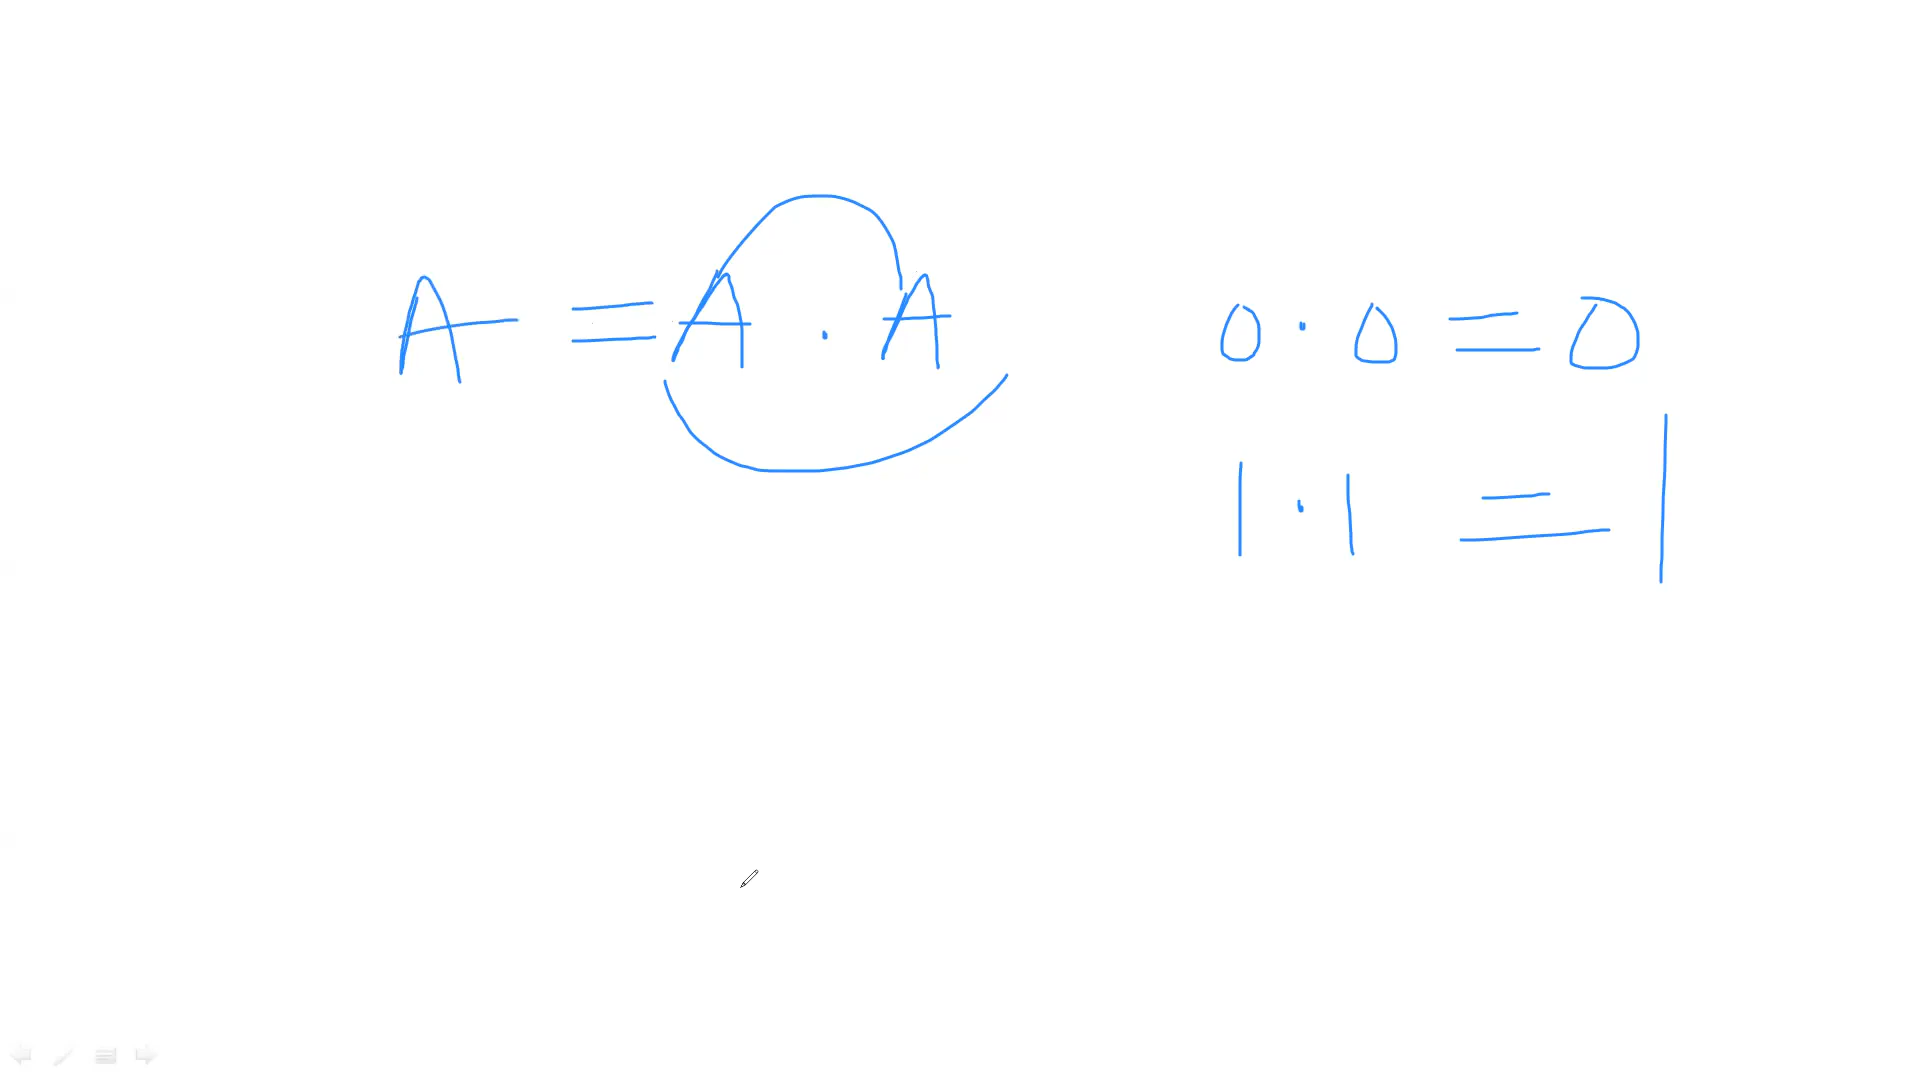 A = A · A
0 · 0 = 0
1 · 1 = 1